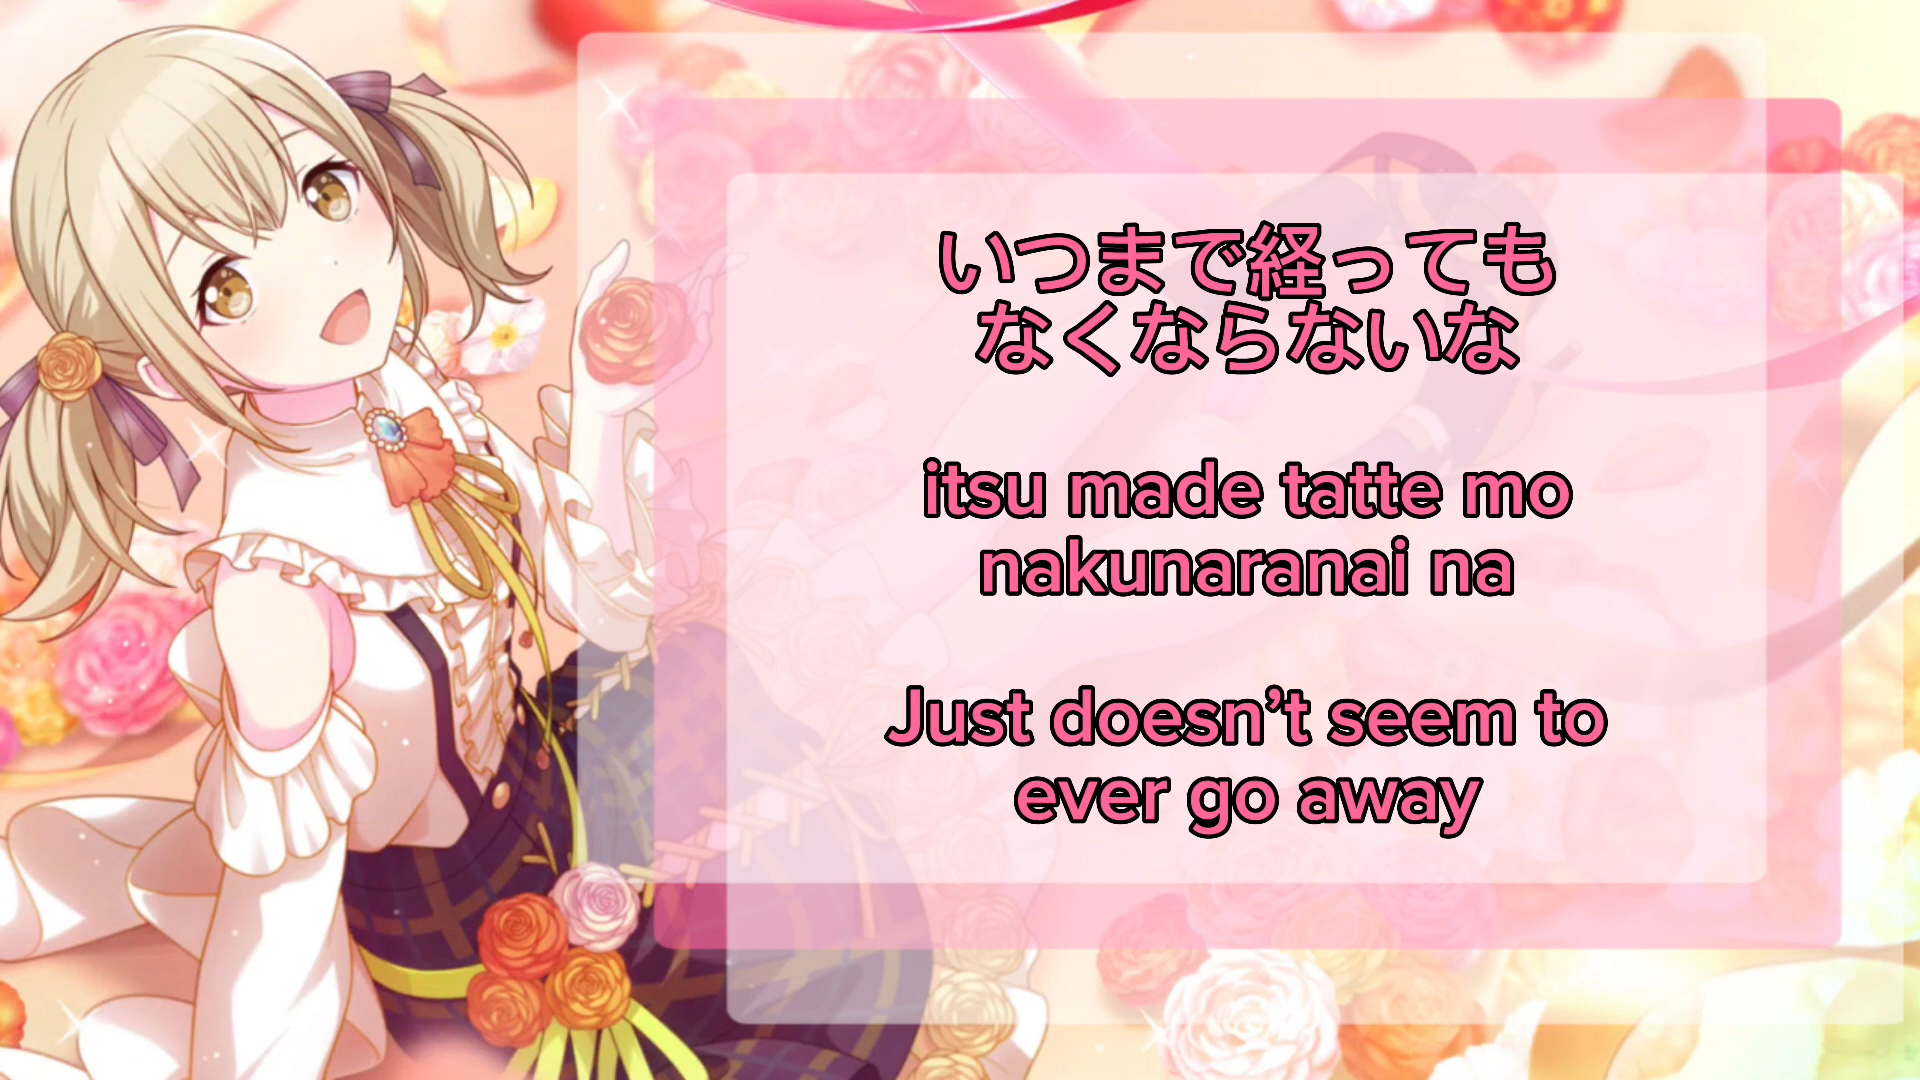 いつまで経っても
なくならないな
itsu made tatte mo
nakunaranai na
Just doesn’t seem to
ever go away